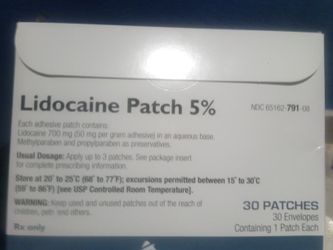 Lidocaine Patch 5%
NDC 65162-791-08
Each adhesive patch contains:
Lidocaine 700 mg (50 mg per gram adhesive) in an aqueous base.
Methylparaben and propylparaben as preservatives.
Usual Dosage: Apply up to 3 patches. See package insert
for complete prescribing information.
Store at 20° to 25°C (68° to 77°F); excursions permitted between 15° to 30°C
(59° to 86°F) [see USP Controlled Room Temperature].
WARNING: Keep used and unused patches out of the reach of
children, pets and others.
Rx only
30 PATCHES
30 Envelopes
Containing 1 Patch Each